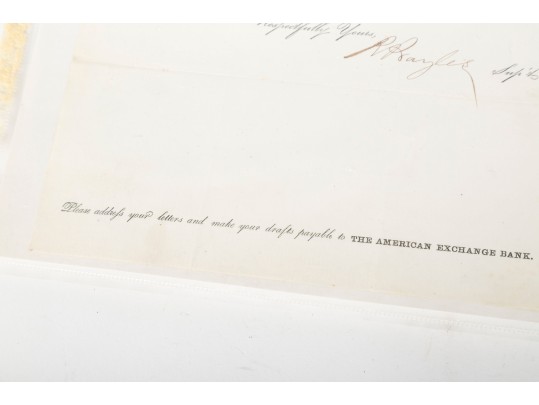 Respectfully Yours,
Please address your letters and make your drafts payable to THE AMERICAN EXCHANGE BANK.